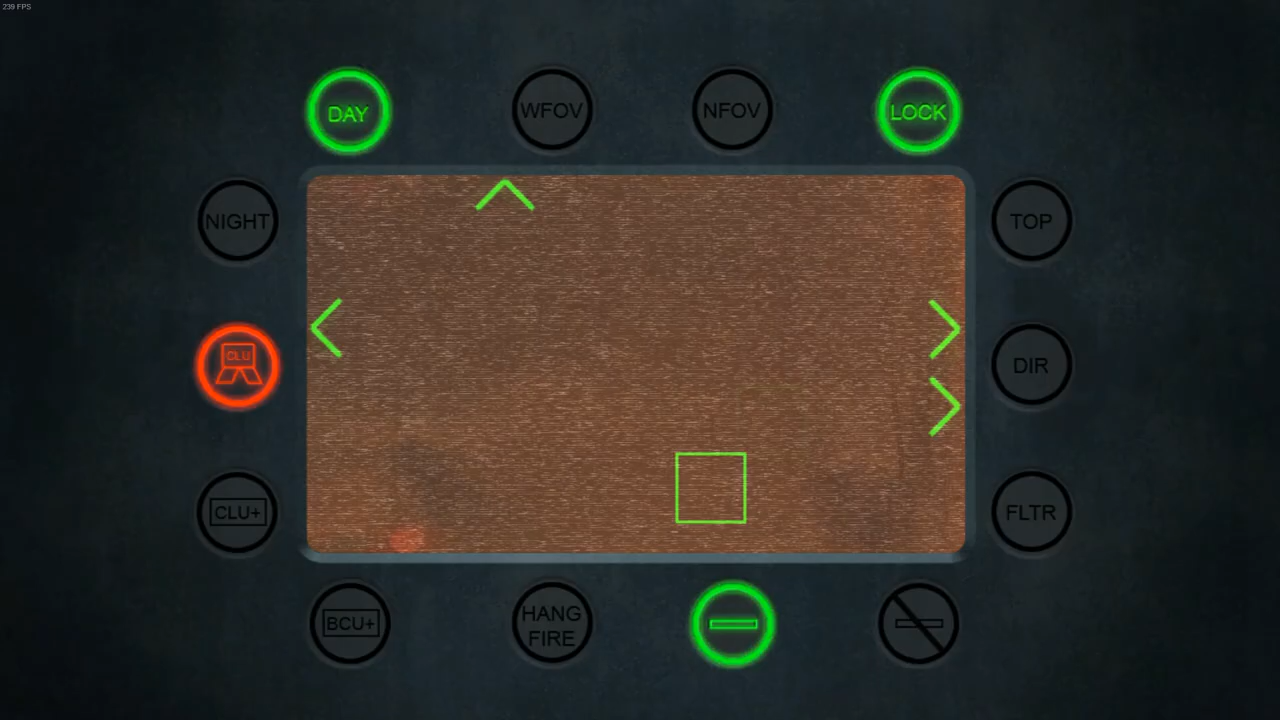 239 FPS
DAY
WFOV
NFOV
LOCK
NIGHT
TOP
CLU
DIR
CLU+
FLTR
BCU+
HANG
FIRE